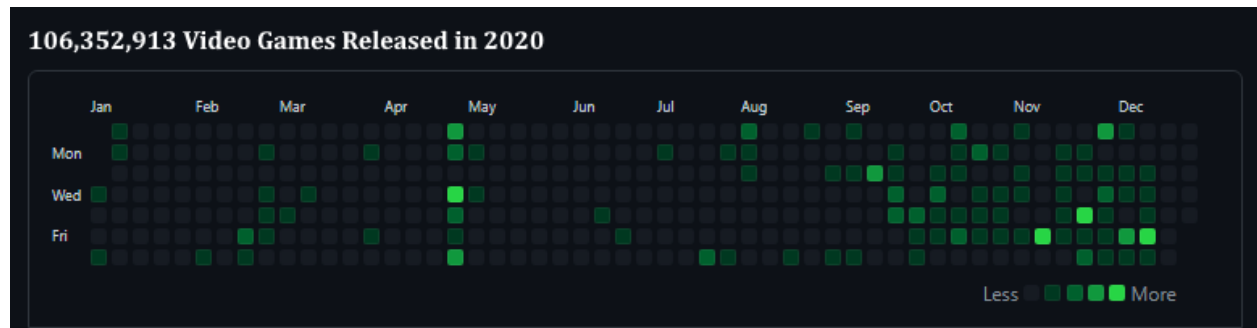 106,352,913 Video Games Released in 2020
Jan Feb Mar Apr May Jun Jul Aug Sep Oct Nov Dec
Mon
Wed
Fri
Less More